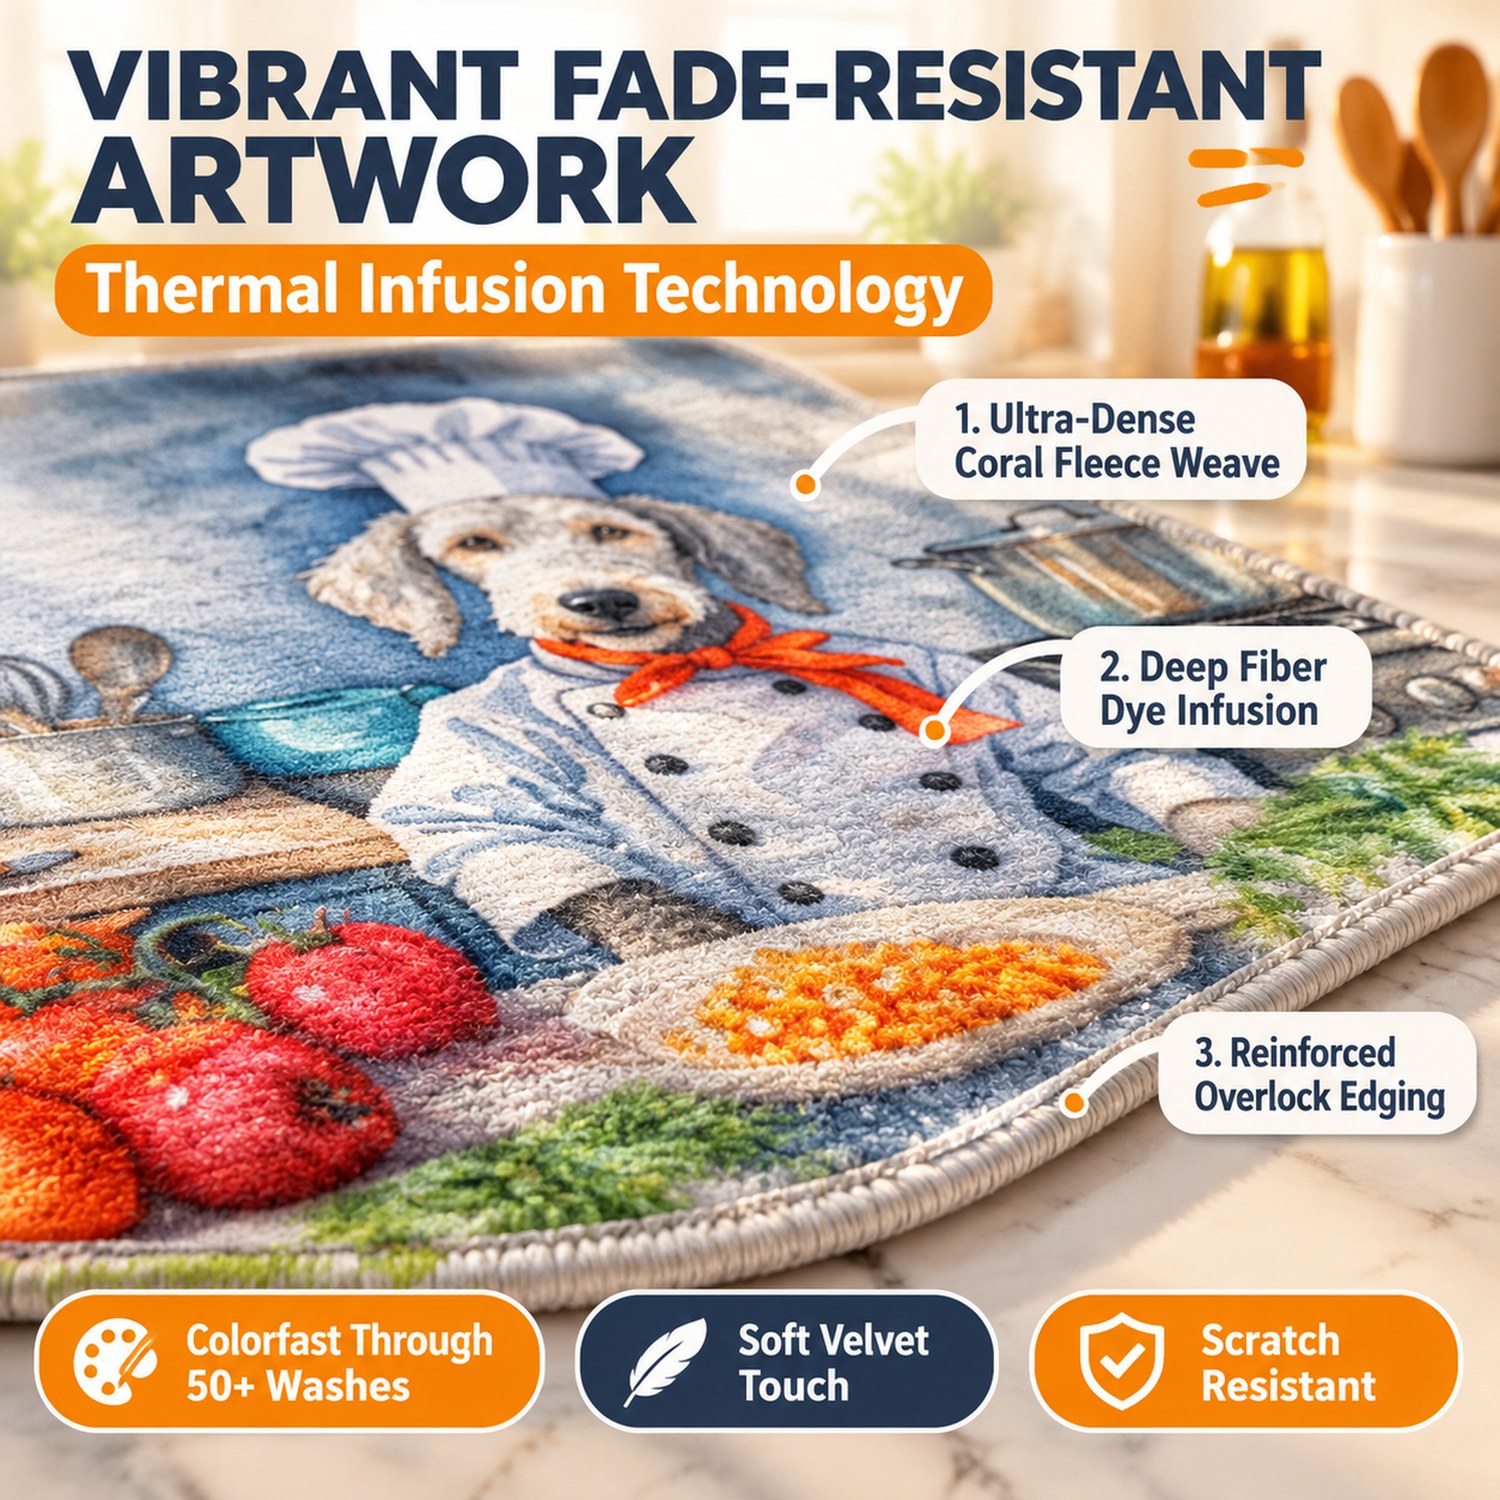 VIBRANT FADE-RESISTANT
ARTWORK
Thermal Infusion Technology
1. Ultra-Dense
Coral Fleece Weave
2. Deep Fiber
Dye Infusion
3. Reinforced
Overlock Edging
Colorfast Through
50+ Washes
Soft Velvet
Touch
Scratch
Resistant